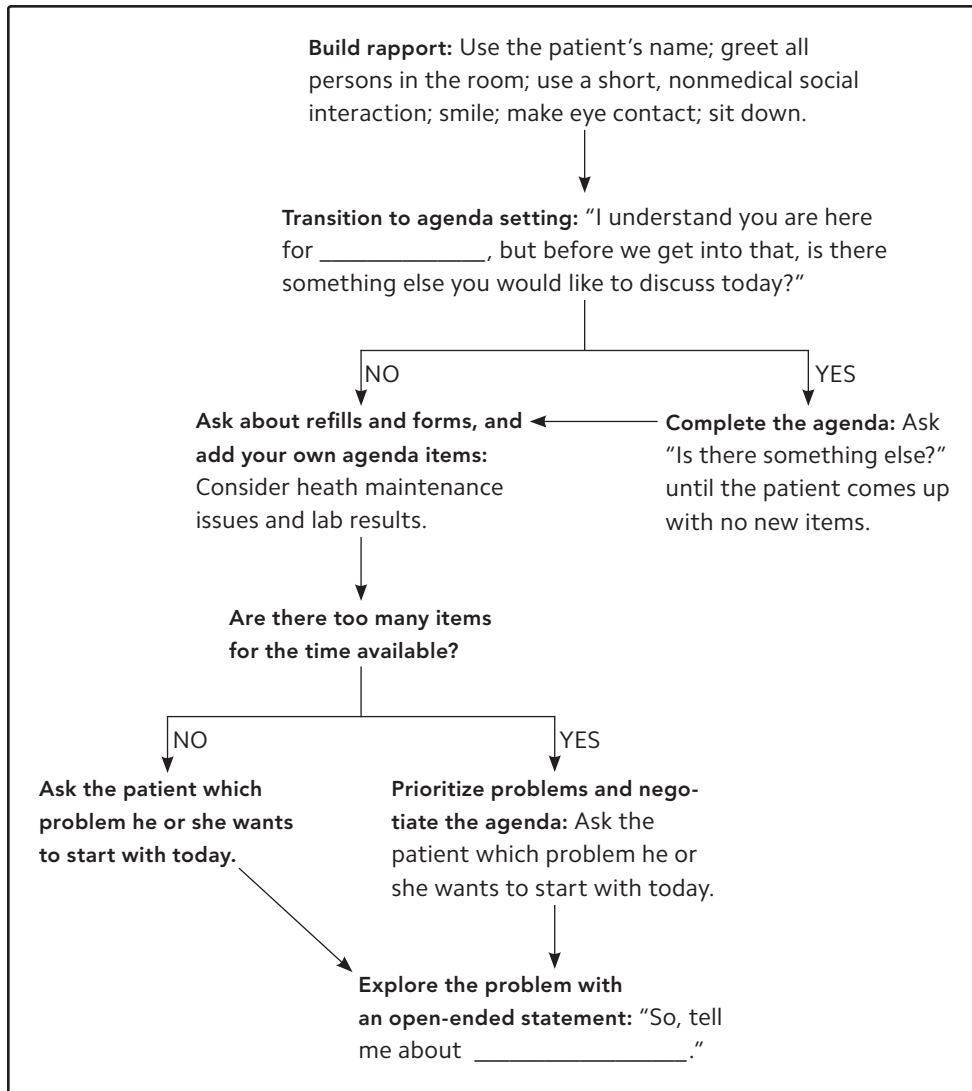 Build rapport: Use the patient’s name; greet all
persons in the room; use a short, nonmedical social
interaction; smile; make eye contact; sit down.
Transition to agenda setting: “I understand you are here
for ______________, but before we get into that, is there
something else you would like to discuss today?”
NO
YES
Ask about refills and forms, and
add your own agenda items:
Consider heath maintenance
issues and lab results.
Complete the agenda: Ask
“Is there something else?”
until the patient comes up
with no new items.
Are there too many items
for the time available?
NO
YES
Ask the patient which
problem he or she wants
to start with today.
Prioritize problems and nego-
tiate the agenda: Ask the
patient which problem he or
she wants to start with today.
Explore the problem with
an open-ended statement: “So, tell
me about __________________.”